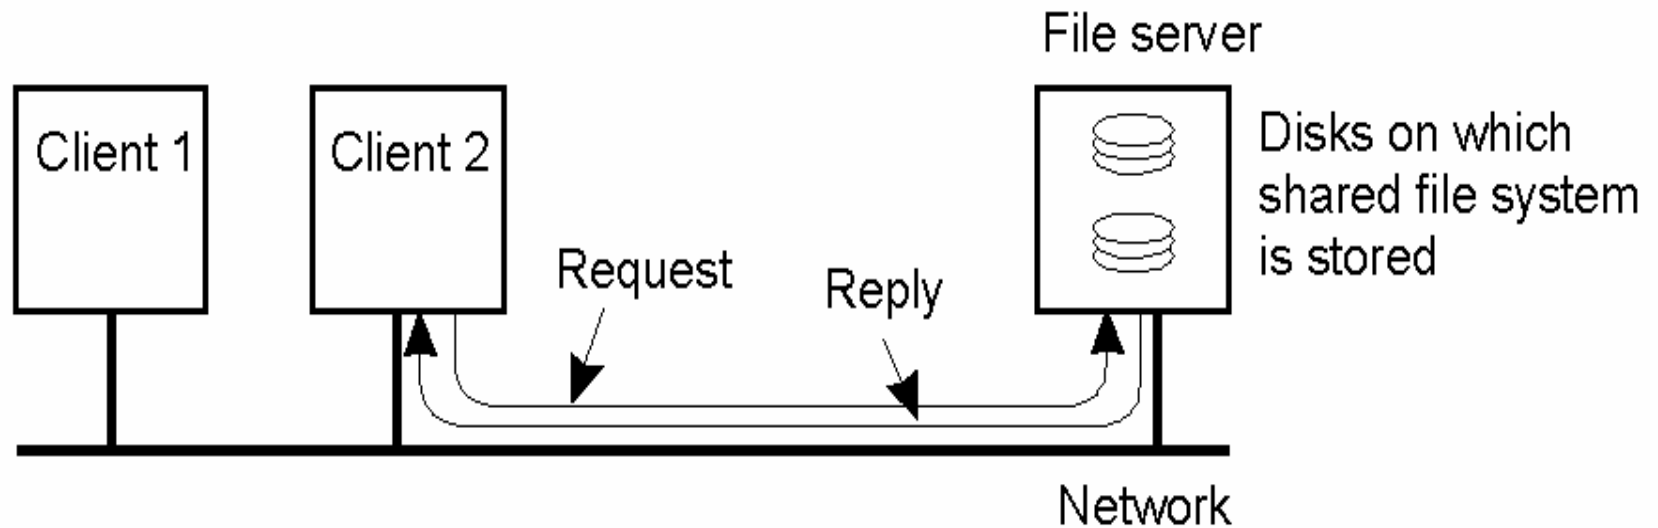 File server
Client 1
Client 2
Disks on which
shared file system
is stored
Request
Reply
Network